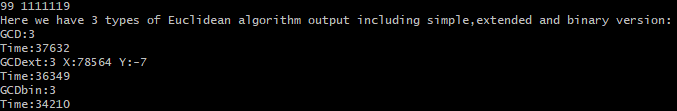 99 1111119
Here we have 3 types of Euclidean algorithm output including simple,extended and binary version:
GCD:3
Time:37632
GCDext:3 X:78564 Y:-7
Time:36349
GCDbin:3
Time:34210